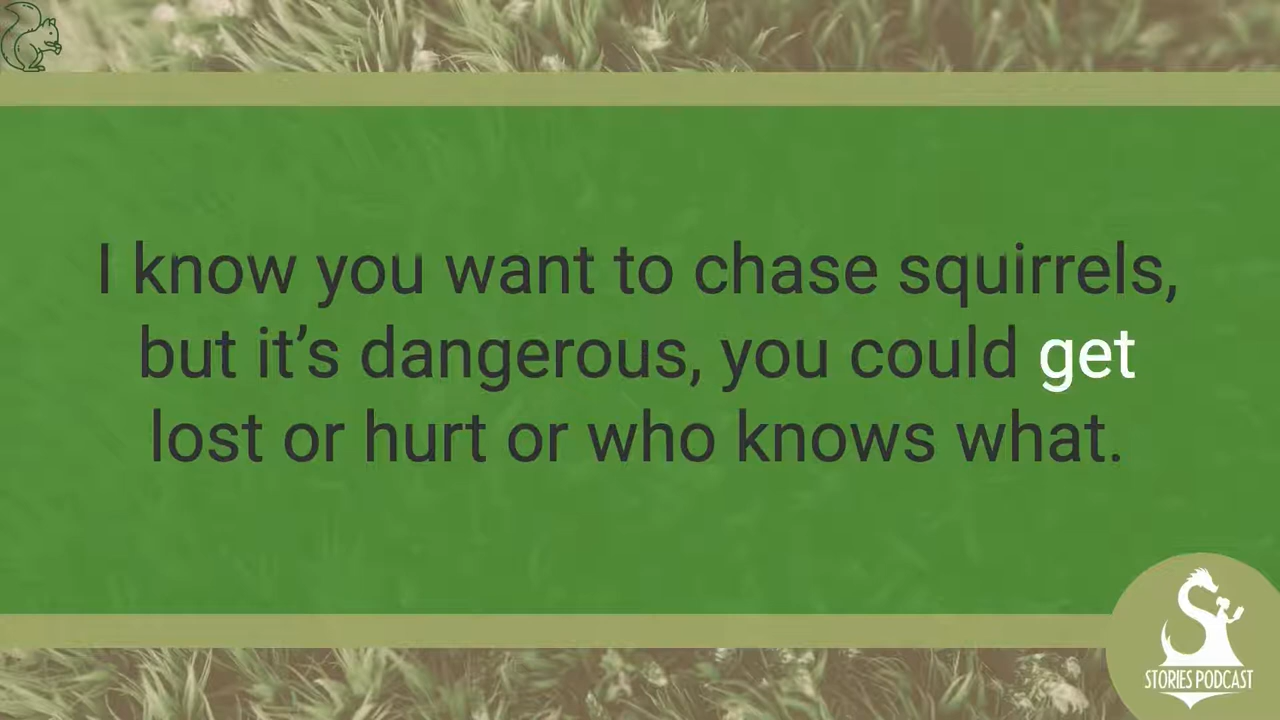 I know you want to chase squirrels,
but it’s dangerous, you could get
lost or hurt or who knows what.
STORIES PODCAST